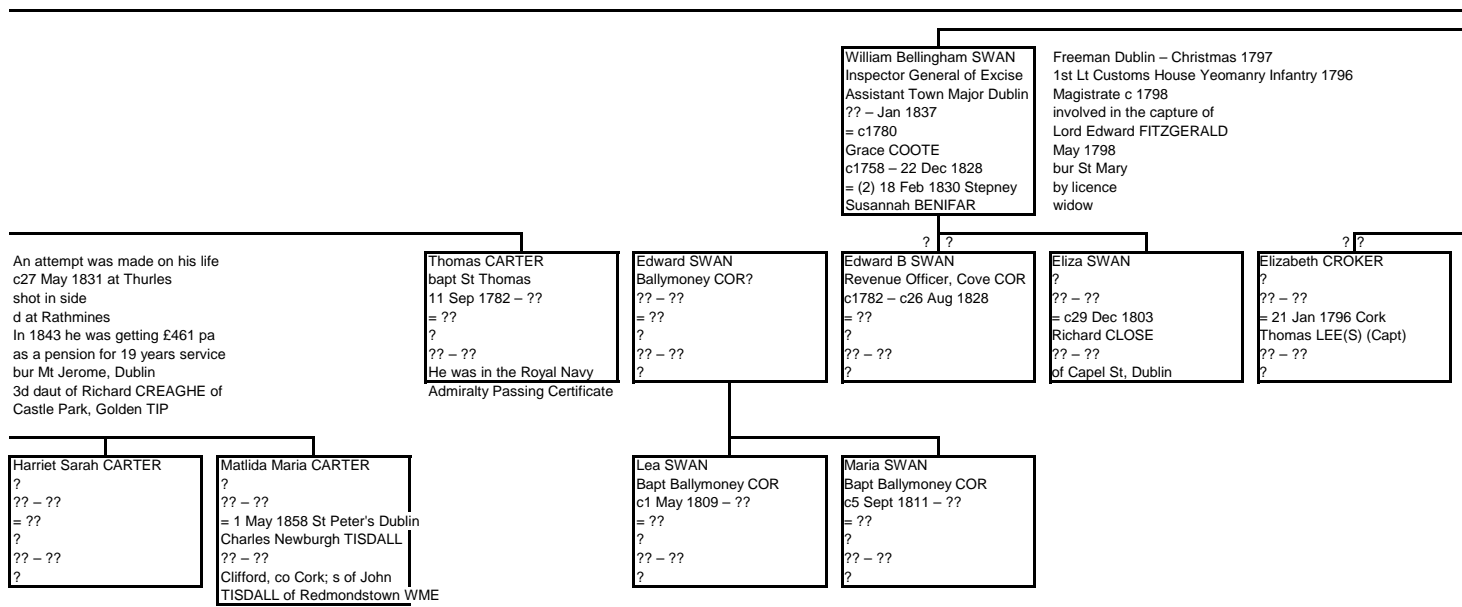 William Bellingham SWAN
Inspector General of Excise
Assistant Town Major Dublin
?? – Jan 1837
= c1780
Grace COOTE
c1758 – 22 Dec 1828
= (2) 18 Feb 1830 Stepney
Susannah BENIFAR
Freeman Dublin – Christmas 1797
1st Lt Customs House Yeomanry Infantry 1796
Magistrate c 1798
involved in the capture of
Lord Edward FITZGERALD
May 1798
bur St Mary
by licence
widow
? ?
? ?
An attempt was made on his life
c27 May 1831 at Thurles
shot in side
d at Rathmines
In 1843 he was getting £461 pa
as a pension for 19 years service
bur Mt Jerome, Dublin
3d daut of Richard CREAGHE of
Castle Park, Golden TIP
Thomas CARTER
bapt St Thomas
11 Sep 1782 – ??
= ??
?
?? – ??
He was in the Royal Navy
Admiralty Passing Certificate
Edward SWAN
Ballymoney COR?
?? – ??
= ??
?
?? – ??
?
Edward B SWAN
Revenue Officer, Cove COR
c1782 – c26 Aug 1828
= ??
?
?? – ??
?
Eliza SWAN
?
?? – ??
= c29 Dec 1803
Richard CLOSE
?? – ??
of Capel St, Dublin
Elizabeth CROKER
?
?? – ??
= 21 Jan 1796 Cork
Thomas LEE(S) (Capt)
?? – ??
?
Harriet Sarah CARTER
?
?? – ??
= ??
?
?? – ??
?
Matlida Maria CARTER
?
?? – ??
= 1 May 1858 St Peter's Dublin
Charles Newburgh TISDALL
?? – ??
Clifford, co Cork; s of John
TISDALL of Redmondstown WME
Lea SWAN
Bapt Ballymoney COR
c1 May 1809 – ??
= ??
?
?? – ??
?
Maria SWAN
Bapt Ballymoney COR
c5 Sept 1811 – ??
= ??
?
?? – ??
?